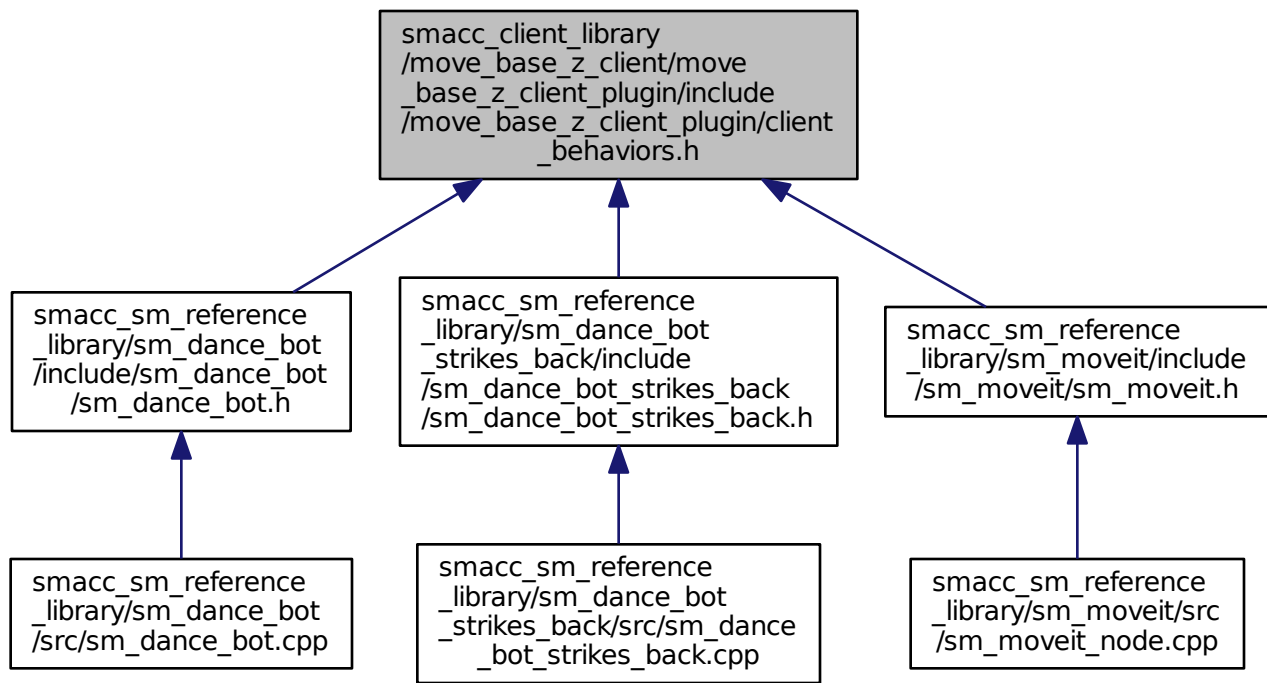 smacc_client_library
/move_base_z_client/move
_base_z_client_plugin/include
/move_base_z_client_plugin/client
_behaviors.h
smacc_sm_reference
_library/sm_dance_bot
/include/sm_dance_bot
/sm_dance_bot.h
smacc_sm_reference
_library/sm_dance_bot
_strikes_back/include
/sm_dance_bot_strikes_back
/sm_dance_bot_strikes_back.h
smacc_sm_reference
_library/sm_moveit/include
/sm_moveit/sm_moveit.h
smacc_sm_reference
_library/sm_dance_bot
/src/sm_dance_bot.cpp
smacc_sm_reference
_library/sm_dance_bot
_strikes_back/src/sm_dance
_bot_strikes_back.cpp
smacc_sm_reference
_library/sm_moveit/src
/sm_moveit_node.cpp